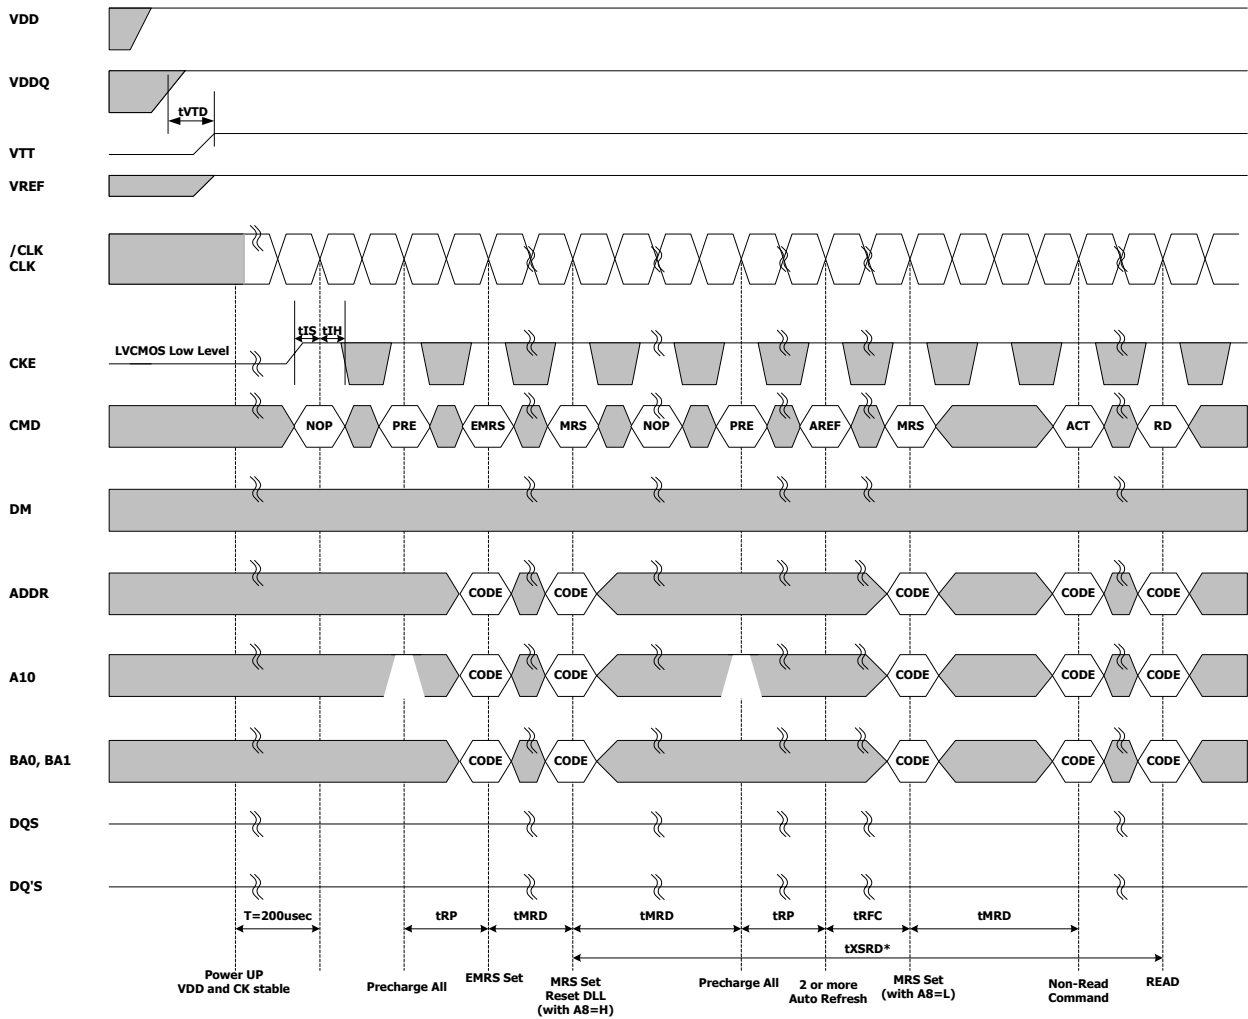 VDD
VDDQ
tVTD
VTT
VREF
/CLK
CLK
tIS tIH
LVCMOS Low Level
CKE
CMD NOP PRE EMRS MRS NOP PRE AREF MRS ACT RD
DM
ADDR CODE CODE CODE CODE CODE
A10 CODE CODE CODE CODE CODE
BA0, BA1 CODE CODE CODE CODE CODE
DQS
DQ'S
T=200usec tRP tMRD tMRD tRP tRFC tMRD
tXSRD*
Power UP
VDD and CK stable
Precharge All
EMRS Set
MRS Set
Reset DLL
(with A8=H)
Precharge All
2 or more
Auto Refresh
MRS Set
(with A8=L)
Non-Read
Command
READ